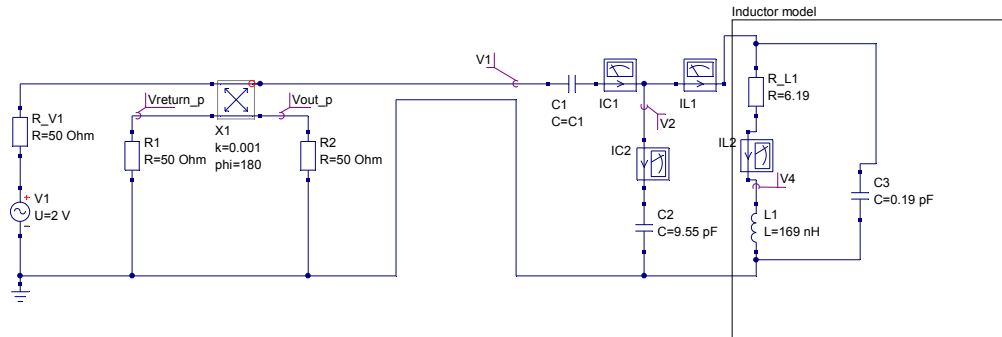 Inductor model
V1
R_L1
R=6.19
Vreturn_p
Vout_p
C1
C=C1
IC1
IL1
R_V1
R=50 Ohm
X1
k=0.001
phi=180
V2
R1
R=50 Ohm
R2
R=50 Ohm
IC2
IL2
V4
V1
U=2 V
C3
C=0.19 pF
C2
C=9.55 pF
L1
L=169 nH